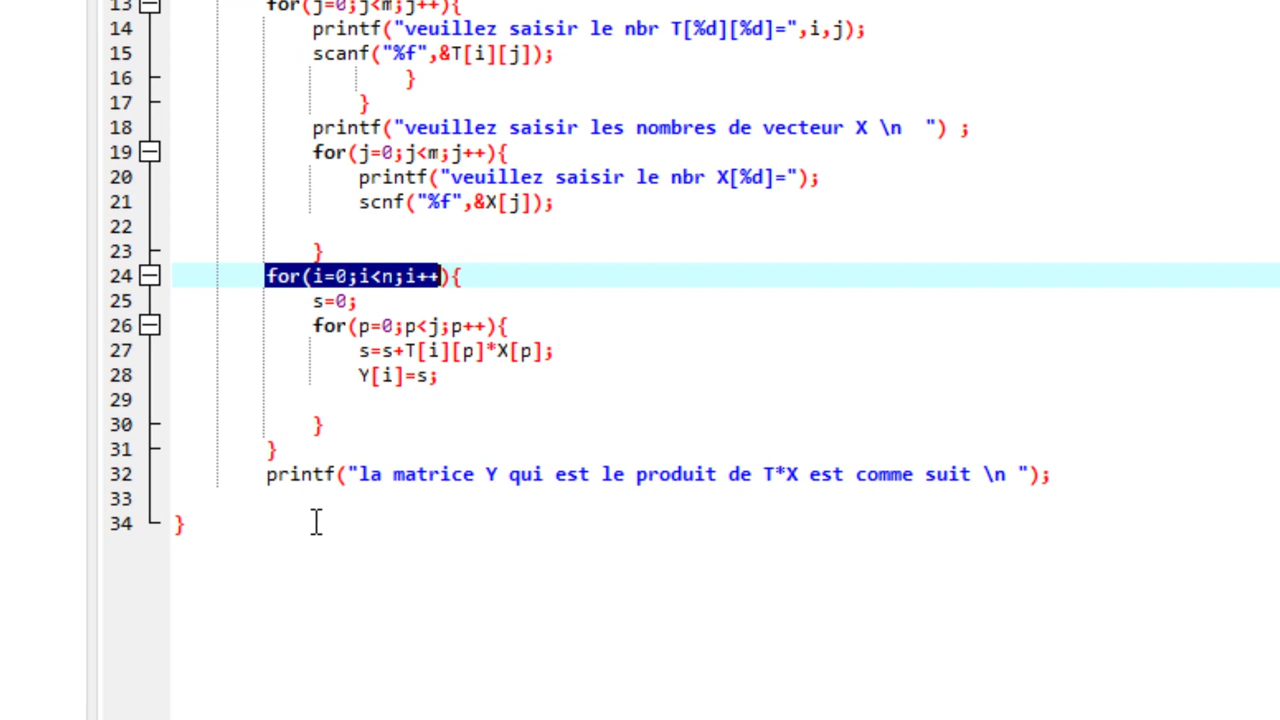 13 for(j=0;j<m;j++){
14 printf("veuillez saisir le nbr T[%d][%d]=",i,j);
15 scanf("%f",&T[i][j]);
16 }
17 }
18 printf("veuillez saisir les nombres de vecteur X \n  ") ;
19 for(j=0;j<m;j++){
20 printf("veuillez saisir le nbr X[%d]=");
21 scnf("%f",&X[j]);
22
23 }
24 for(i=0;i<n;i++){
25 s=0;
26 for(p=0;p<j;p++){
27 s=s+T[i][p]*X[p];
28 Y[i]=s;
29
30 }
31 }
32 printf("la matrice Y qui est le produit de T*X est comme suit \n ");
33
34 }